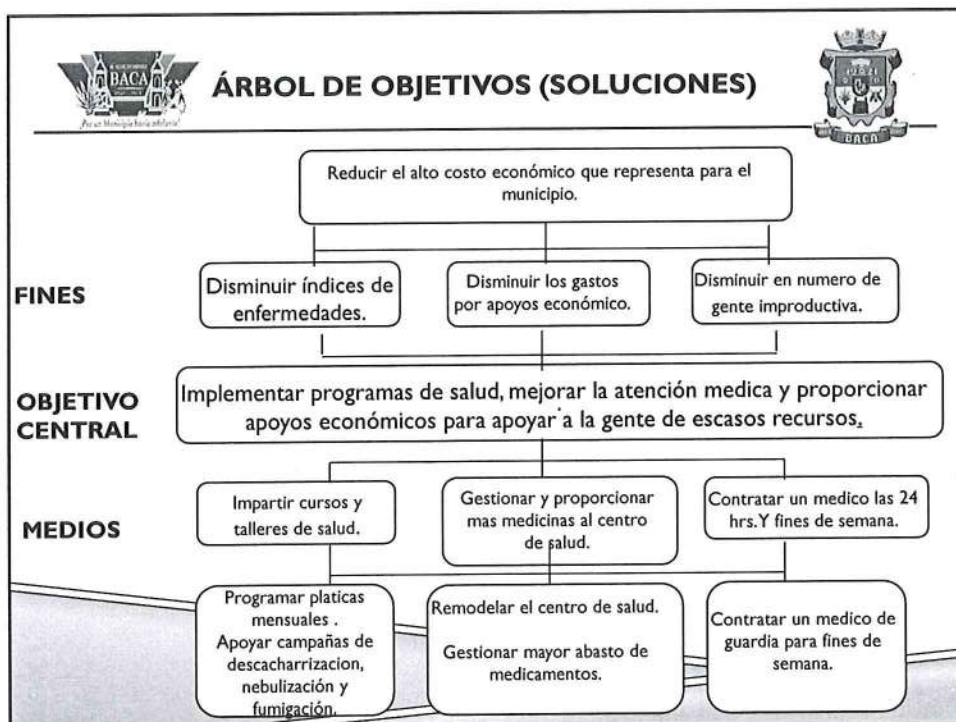 BACA
¡Por un Municipio hacia adelante!
ÁRBOL DE OBJETIVOS (SOLUCIONES)
BACA
Reducir el alto costo económico que representa para el
municipio.
FINES
Disminuir índices de
enfermedades.
Disminuir los gastos
por apoyos económico.
Disminuir en numero de
gente improductiva.
OBJETIVO
CENTRAL
Implementar programas de salud, mejorar la atención medica y proporcionar
apoyos económicos para apoyar a la gente de escasos recursos.
MEDIOS
Impartir cursos y
talleres de salud.
Gestionar y proporcionar
mas medicinas al centro
de salud.
Contratar un medico las 24
hrs. Y fines de semana.
Programar platicas
mensuales .
Apoyar campañas de
descacharrizacion,
nebulización y
fumigación.
Remodelar el centro de salud.
Gestionar mayor abasto de
medicamentos.
Contratar un medico de
guardia para fines de
semana.